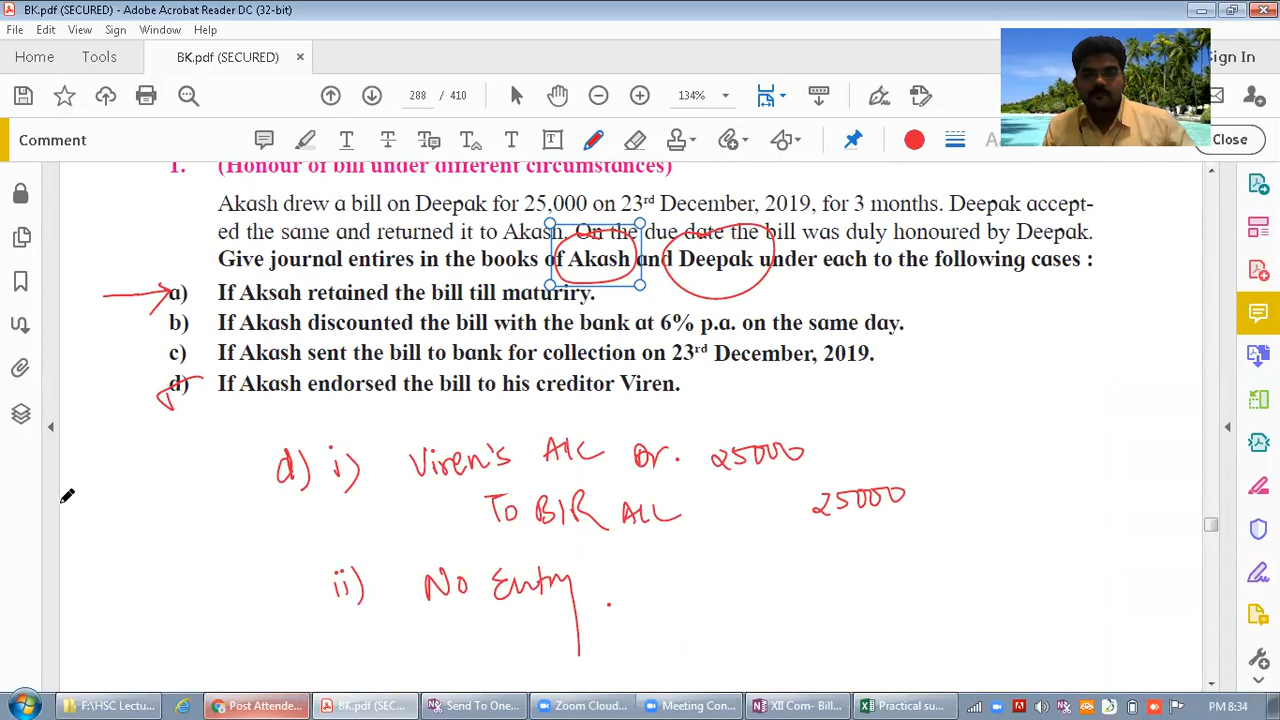 BK.pdf (SECURED) - Adobe Acrobat Reader DC (32-bit)
File Edit View Sign Window Help
Home Tools BK.pdf (SECURED) × Sign In
288 / 410 134%
Comment Close
1. (Honour of bill under different circumstances)
Akash drew a bill on Deepak for 25,000 on 23rd December, 2019, for 3 months. Deepak accept-
ed the same and returned it to Akash. On the due date the bill was duly honoured by Deepak.
Give journal entires in the books of Akash and Deepak under each to the following cases :
a) If Aksah retained the bill till maturiry.
b) If Akash discounted the bill with the bank at 6% p.a. on the same day.
c) If Akash sent the bill to bank for collection on 23rd December, 2019.
d) If Akash endorsed the bill to his creditor Viren.
d) i) Viren's A/C Dr. 25000
To B/R A/C 25000
ii) No Entry.
F:\HSC Lectu... Post Attende... BK.pdf (SEC... Send To One... Zoom Clou... Meeting Con... XII Com- Bill... Practical su... PM 8:34